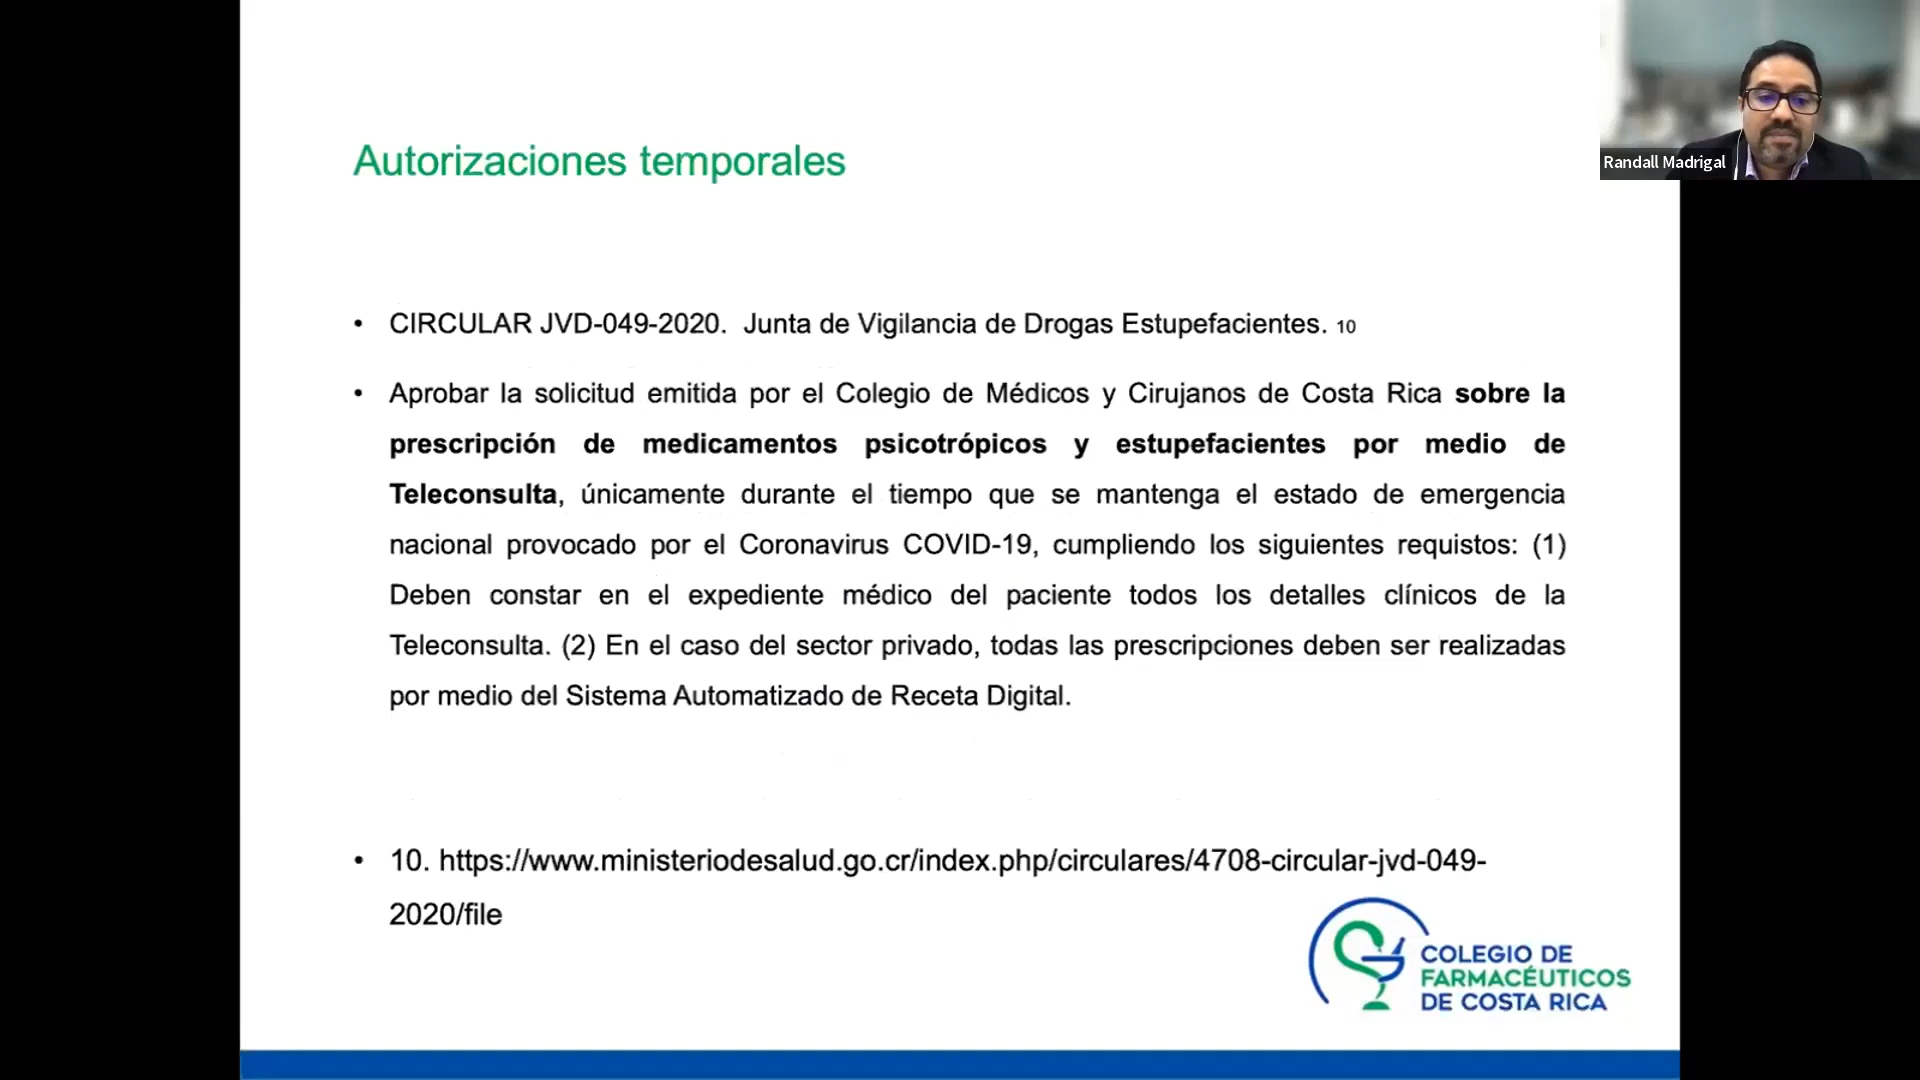 Randall Madrigal
Autorizaciones temporales
• CIRCULAR JVD-049-2020.  Junta de Vigilancia de Drogas Estupefacientes. 10
• Aprobar la solicitud emitida por el Colegio de Médicos y Cirujanos de Costa Rica sobre la
prescripción de medicamentos psicotrópicos y estupefacientes por medio de
Teleconsulta, únicamente durante el tiempo que se mantenga el estado de emergencia
nacional provocado por el Coronavirus COVID-19, cumpliendo los siguientes requistos: (1)
Deben constar en el expediente médico del paciente todos los detalles clínicos de la
Teleconsulta. (2) En el caso del sector privado, todas las prescripciones deben ser realizadas
por medio del Sistema Automatizado de Receta Digital.
• 10. https://www.ministeriodesalud.go.cr/index.php/circulares/4708-circular-jvd-049-
2020/file
COLEGIO DE
FARMACÉUTICOS
DE COSTA RICA